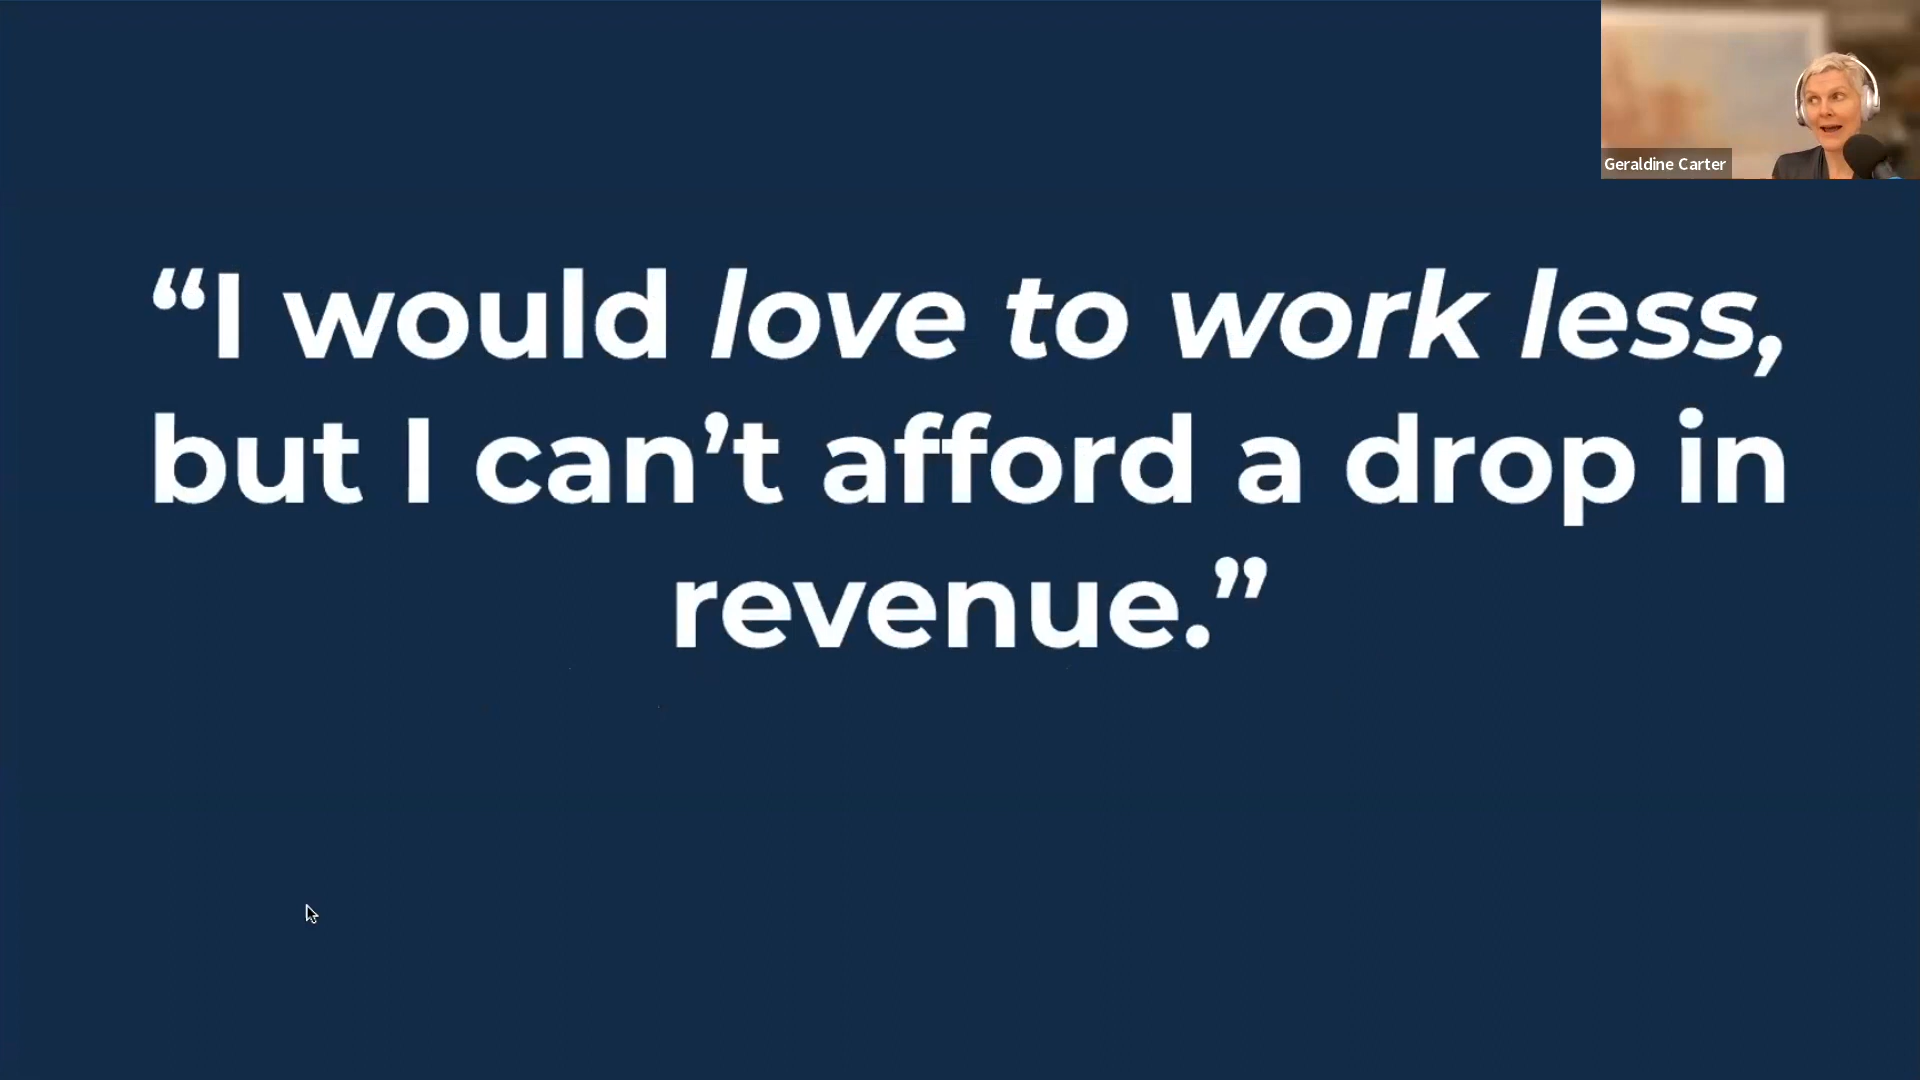 Geraldine Carter
“I would love to work less,
but I can’t afford a drop in
revenue.”